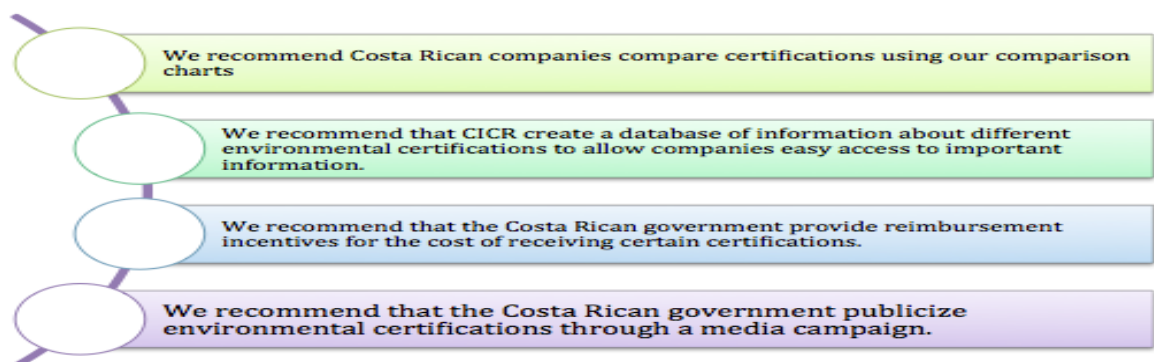 We recommend Costa Rican companies compare certifications using our comparison
charts
We recommend that CICR create a database of information about different
environmental certifications to allow companies easy access to important
information.
We recommend that the Costa Rican government provide reimbursement
incentives for the cost of receiving certain certifications.
We recommend that the Costa Rican government publicize
environmental certifications through a media campaign.